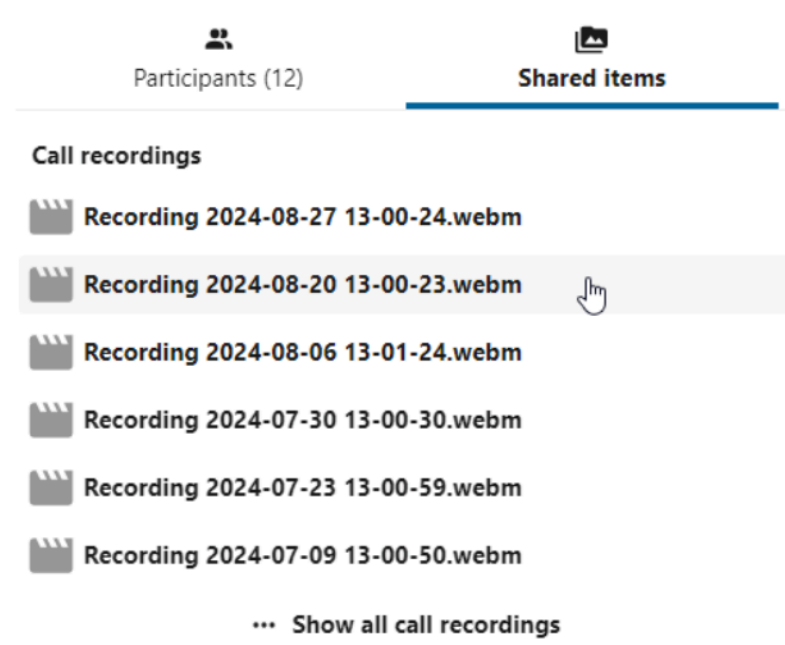 Participants (12)
Shared items
Call recordings
Recording 2024-08-27 13-00-24.webm
Recording 2024-08-20 13-00-23.webm
Recording 2024-08-06 13-01-24.webm
Recording 2024-07-30 13-00-30.webm
Recording 2024-07-23 13-00-59.webm
Recording 2024-07-09 13-00-50.webm
··· Show all call recordings